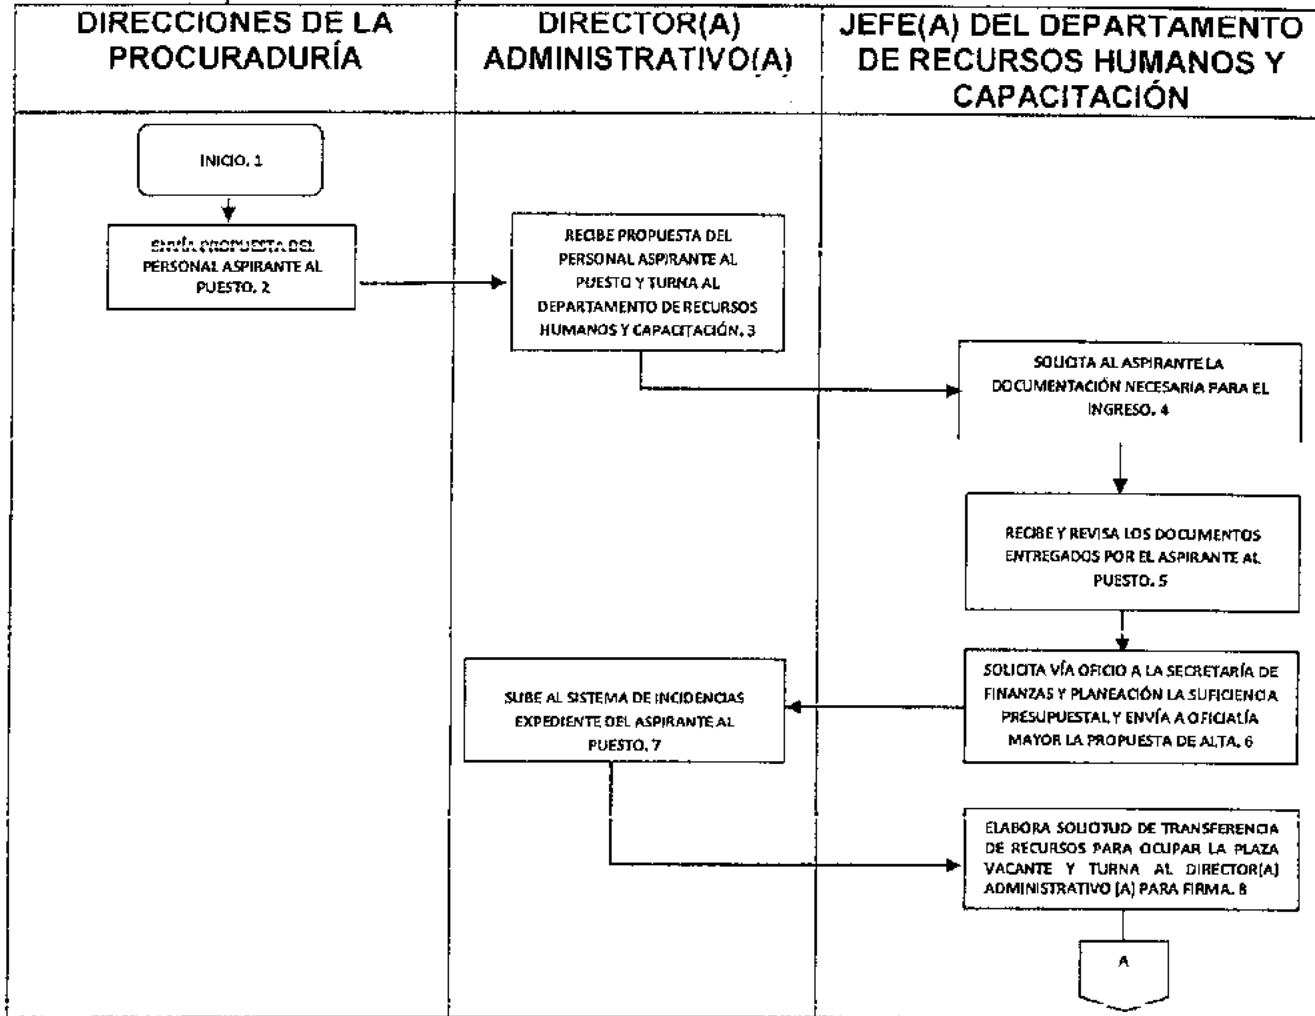 DIRECCIONES DE LA
PROCURADURÍA
DIRECTOR(A)
ADMINISTRATIVO(A)
JEFE(A) DEL DEPARTAMENTO
DE RECURSOS HUMANOS Y
CAPACITACIÓN
INICIO. 1
ENVÍA PROPUESTA DEL
PERSONAL ASPIRANTE AL
PUESTO. 2
RECIBE PROPUESTA DEL
PERSONAL ASPIRANTE AL
PUESTO Y TURNA AL
DEPARTAMENTO DE RECURSOS
HUMANOS Y CAPACITACIÓN. 3
SOLICITA AL ASPIRANTE LA
DOCUMENTACIÓN NECESARIA PARA EL
INGRESO. 4
RECIBE Y REVISA LOS DOCUMENTOS
ENTREGADOS POR EL ASPIRANTE AL
PUESTO. 5
SOLICITA VÍA OFICIO A LA SECRETARÍA DE
FINANZAS Y PLANEACIÓN LA SUFICIENCIA
PRESUPUESTAL Y ENVÍA A OFICIALÍA
MAYOR LA PROPUESTA DE ALTA. 6
SUBE AL SISTEMA DE INCIDENCIAS
EXPEDIENTE DEL ASPIRANTE AL
PUESTO. 7
ELABORA SOLICITUD DE TRANSFERENCIA
DE RECURSOS PARA OCUPAR LA PLAZA
VACANTE Y TURNA AL DIRECTOR(A)
ADMINISTRATIVO (A) PARA FIRMA. 8
A